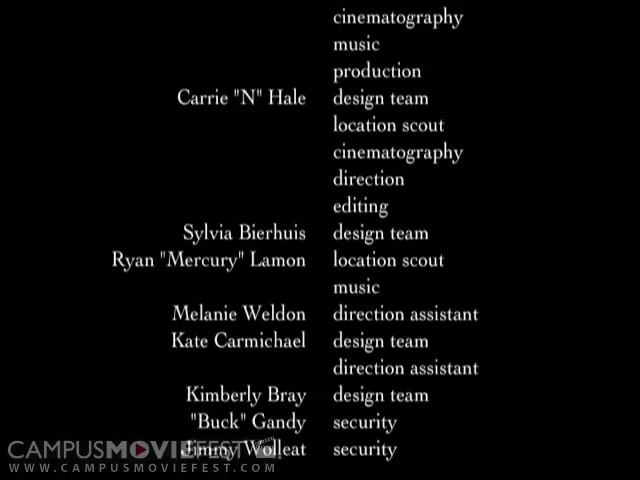 cinematography
music
production
Carrie "N" Hale design team
location scout
cinematography
direction
editing
Sylvia Bierhuis design team
Ryan "Mercury" Lamon location scout
music
Melanie Weldon direction assistant
Kate Carmichael design team
direction assistant
Kimberly Bray design team
"Buck" Gandy security
Jimmy Wolleat security
CAMPUSMOVIEFEST
WWW.CAMPUSMOVIEFEST.COM